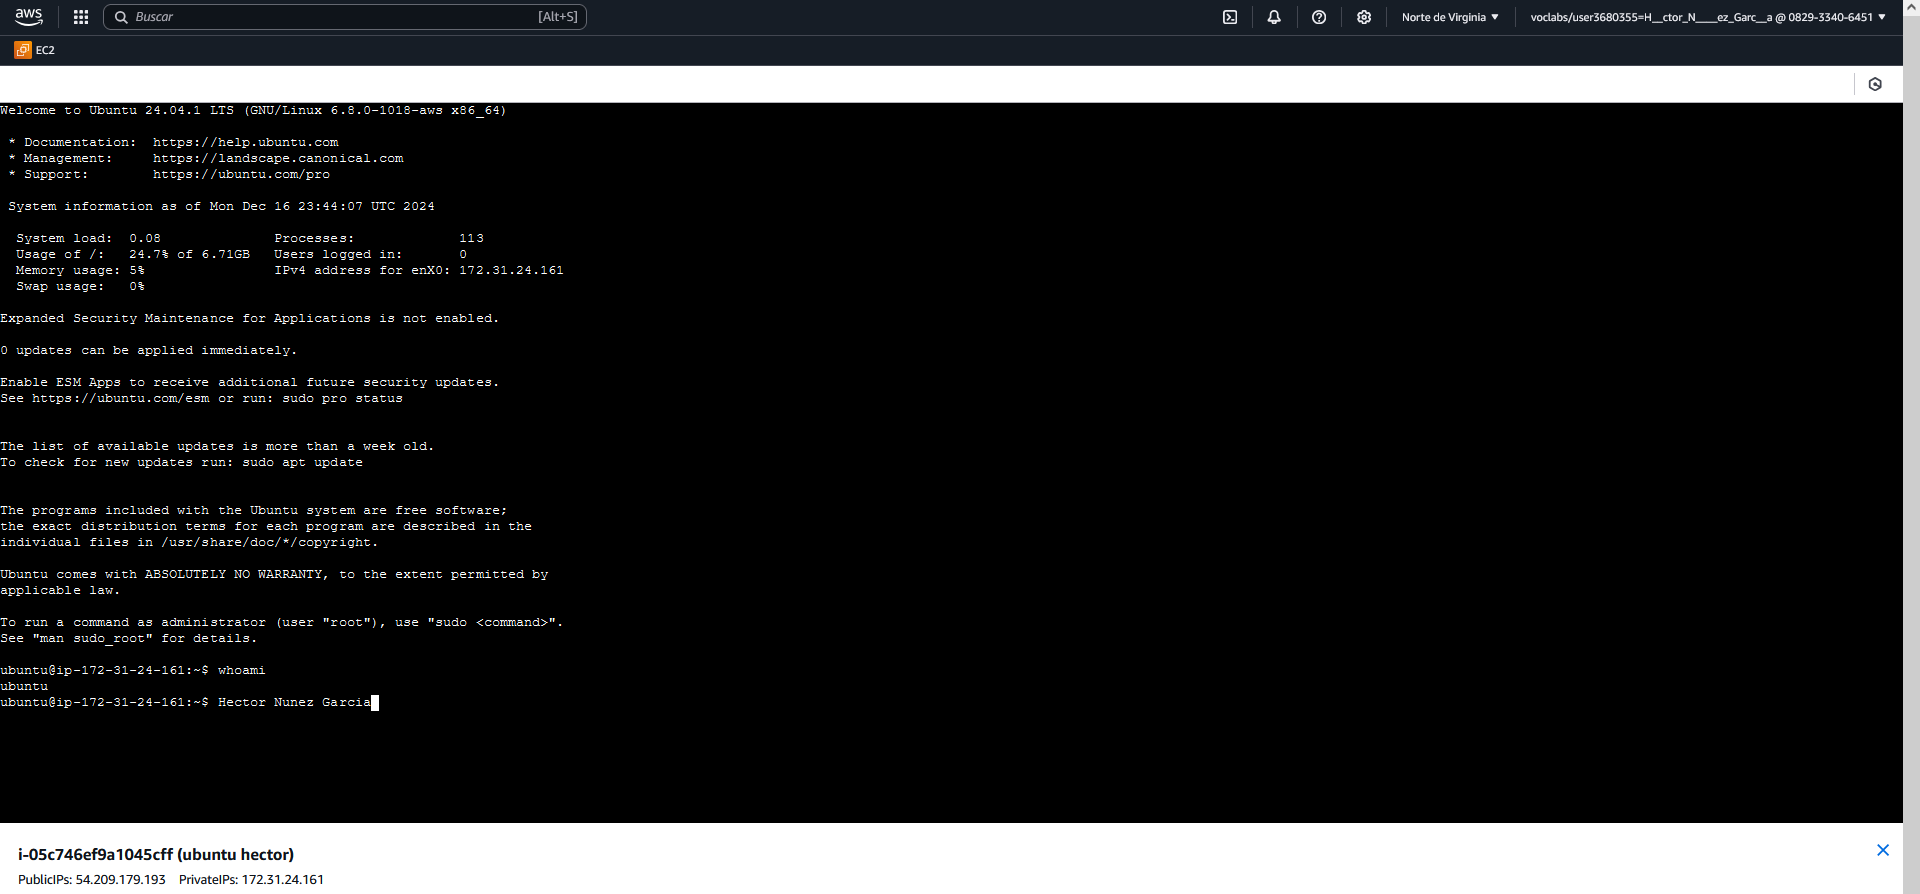 aws
Buscar [Alt+S] Norte de Virginia voclabs/user3680355=H__ctor_N____ez_Garc__a @ 0829-3340-6451
EC2
Welcome to Ubuntu 24.04.1 LTS (GNU/Linux 6.8.0-1018-aws x86_64)
* Documentation: https://help.ubuntu.com
* Management: https://landscape.canonical.com
* Support: https://ubuntu.com/pro
System information as of Mon Dec 16 23:44:07 UTC 2024
System load: 0.08 Processes: 113
Usage of /: 24.7% of 6.71GB Users logged in: 0
Memory usage: 5% IPv4 address for enX0: 172.31.24.161
Swap usage: 0%
Expanded Security Maintenance for Applications is not enabled.
0 updates can be applied immediately.
Enable ESM Apps to receive additional future security updates.
See https://ubuntu.com/esm or run: sudo pro status
The list of available updates is more than a week old.
To check for new updates run: sudo apt update
The programs included with the Ubuntu system are free software;
the exact distribution terms for each program are described in the
individual files in /usr/share/doc/*/copyright.
Ubuntu comes with ABSOLUTELY NO WARRANTY, to the extent permitted by
applicable law.
To run a command as administrator (user "root"), use "sudo <command>".
See "man sudo_root" for details.
ubuntu@ip-172-31-24-161:~$ whoami
ubuntu
ubuntu@ip-172-31-24-161:~$ Hector Nunez Garcia
i-05c746ef9a1045cff (ubuntu hector)
PublicIPs: 54.209.179.193 PrivateIPs: 172.31.24.161